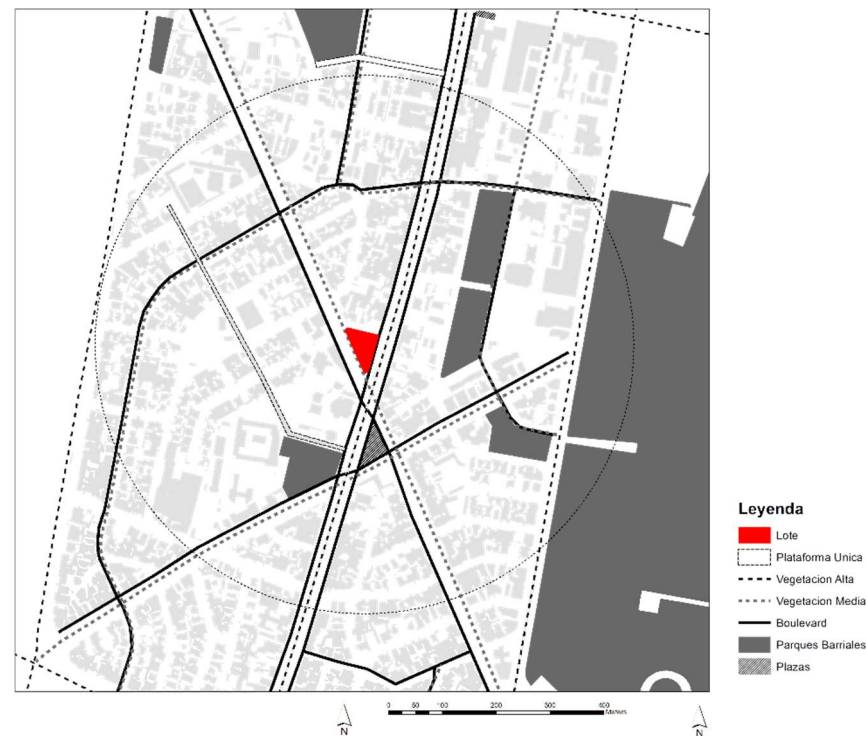 Leyenda
Lote
Plataforma Unica
Vegetacion Alta
Vegetacion Media
Boulevard
Parques Barriales
Plazas
0 50 100 200 300 400
Meters
N
N